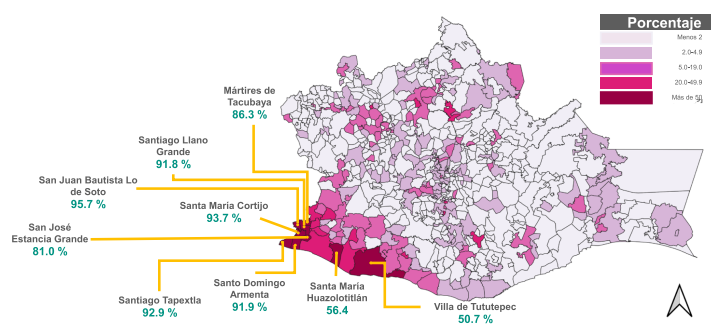 Porcentaje
Menos 2
2.0-4.9
5.0-19.0
20.0-49.9
Más de 50
Mártires de
Tacubaya
86.3 %
Santiago Llano
Grande
91.8 %
San Juan Bautista Lo
de Soto
95.7 %
Santa María Cortijo
93.7 %
San José
Estancia Grande
81.0 %
Santiago Tapextla
92.9 %
Santo Domingo
Armenta
91.9 %
Santa María
Huazolotitlán
56.4
Villa de Tututepec
50.7 %